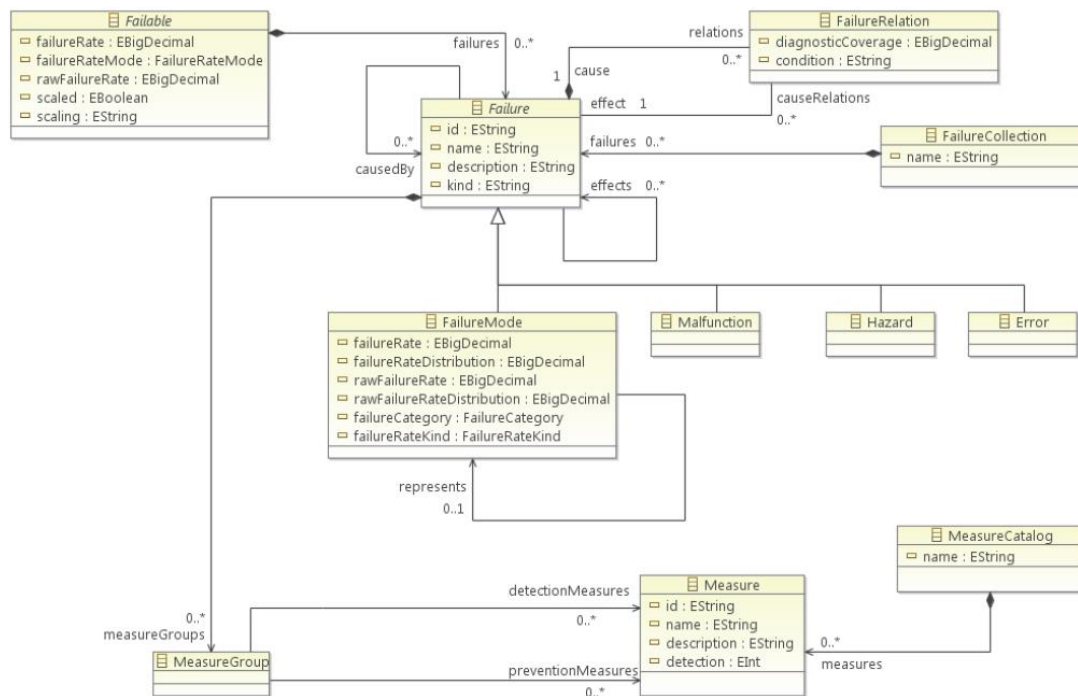 Failable
failureRate : EBigDecimal
failureRateMode : FailureRateMode
rawFailureRate : EBigDecimal
scaled : EBoolean
scaling : EString
failures
0..*
relations
0..*
FailureRelation
diagnosticCoverage : EBigDecimal
condition : EString
1
cause
effect 1
causeRelations
0..*
Failure
id : EString
name : EString
description : EString
kind : EString
0..*
causedBy
failures 0..*
FailureCollection
name : EString
effects 0..*
FailureMode
failureRate : EBigDecimal
failureRateDistribution : EBigDecimal
rawFailureRate : EBigDecimal
rawFailureRateDistribution : EBigDecimal
failureCategory : FailureCategory
failureRateKind : FailureRateKind
Malfunction
Hazard
Error
represents
0..1
MeasureCatalog
name : EString
detectionMeasures
0..*
Measure
id : EString
name : EString
description : EString
detection : EInt
0..*
measures
0..*
measureGroups
MeasureGroup
preventionMeasures
0..*